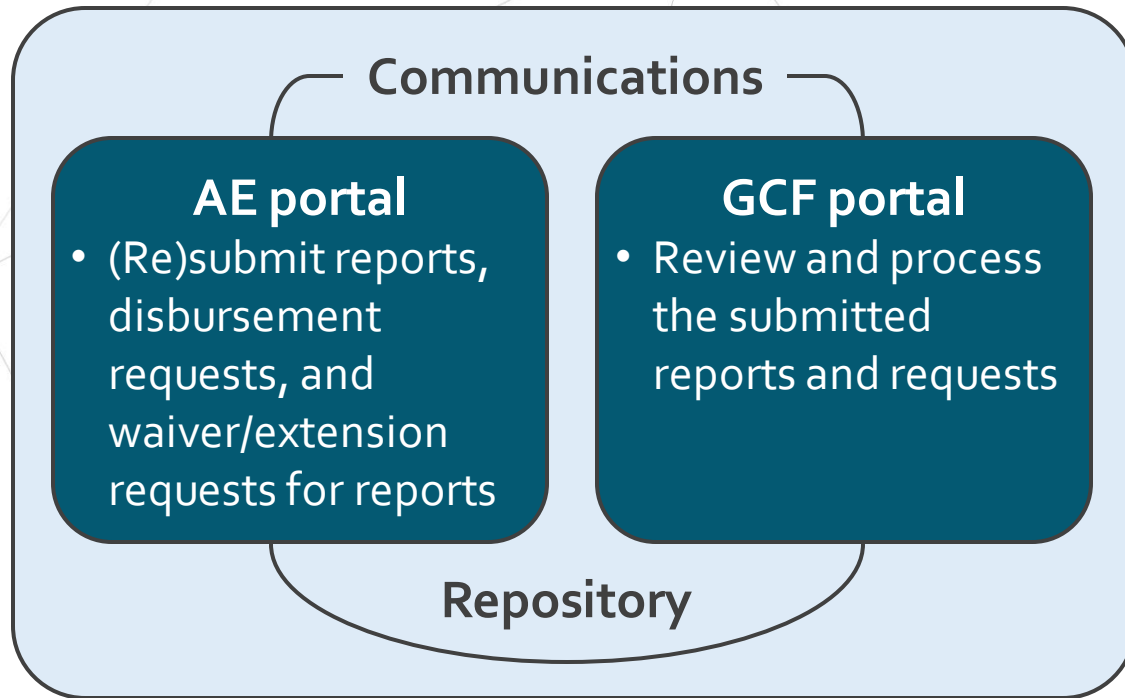 Communications
AE portal
• (Re)submit reports,
disbursement
requests, and
waiver/extension
requests for reports
GCF portal
• Review and process
the submitted
reports and requests
Repository